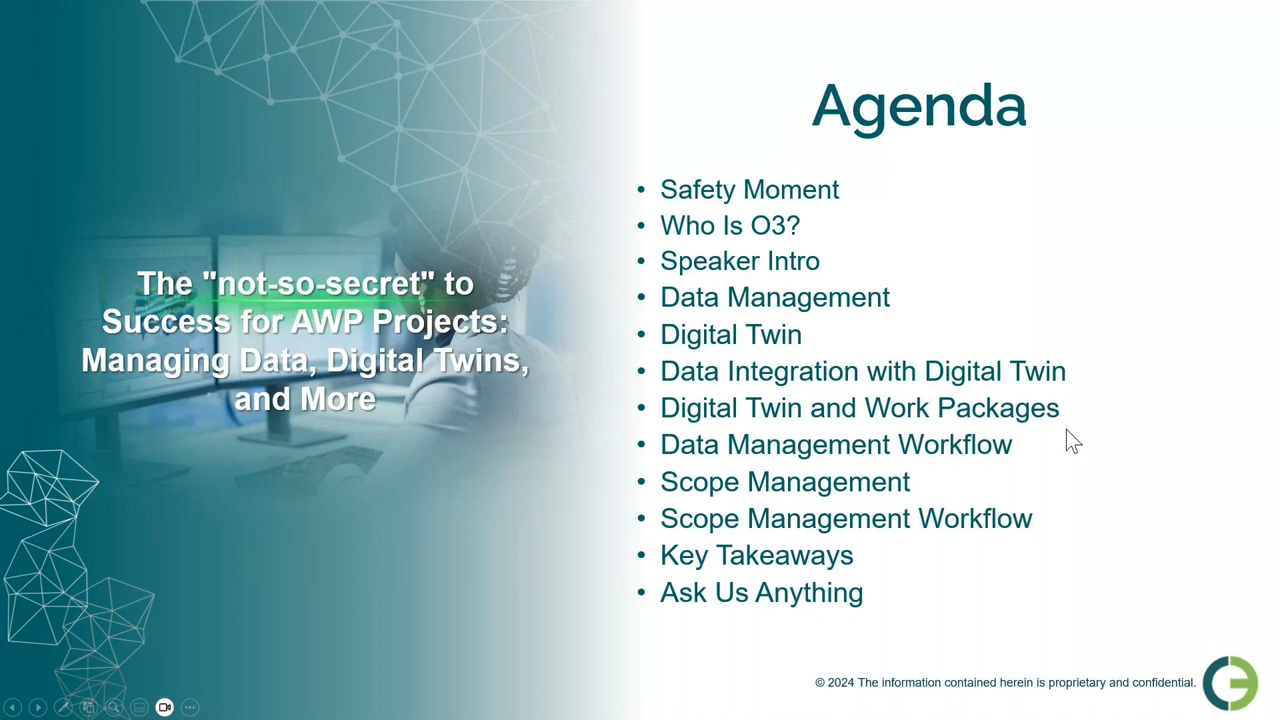 The "not-so-secret" to
Success for AWP Projects:
Managing Data, Digital Twins,
and More
Agenda
• Safety Moment
• Who Is O3?
• Speaker Intro
• Data Management
• Digital Twin
• Data Integration with Digital Twin
• Digital Twin and Work Packages
• Data Management Workflow
• Scope Management
• Scope Management Workflow
• Key Takeaways
• Ask Us Anything
© 2024 The information contained herein is proprietary and confidential.